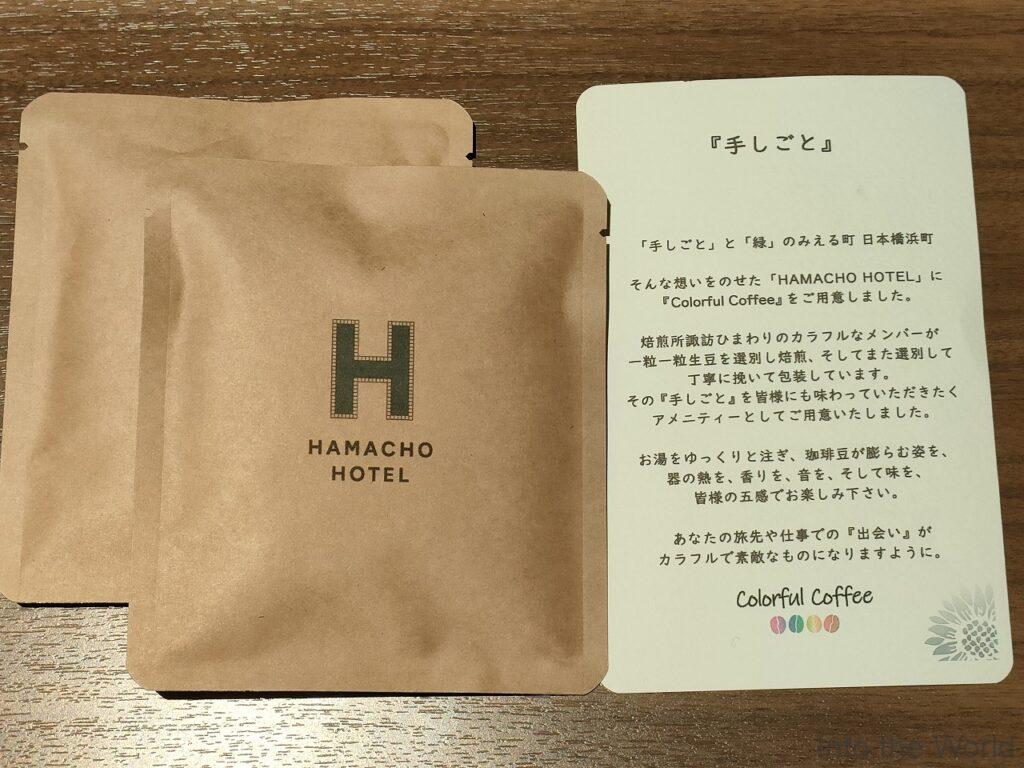 H
HAMACHO
HOTEL
『手しごと』
「手しごと」と「緑」のみえる町 日本橋浜町
そんな想いをのせた「HAMACHO HOTEL」に
『Colorful Coffee』をご用意しました。
焙煎所諏訪ひまわりのカラフルなメンバーが
一粒一粒生豆を選別し焙煎、そしてまた選別して
丁寧に挽いて包装しています。
その『手しごと』を皆様にも味わっていただきたく
アメニティーとしてご用意いたしました。
お湯をゆっくりと注ぎ、珈琲豆が膨らむ姿を、
器の熱を、香りを、音を、そして味を、
皆様の五感でお楽しみ下さい。
あなたの旅先や仕事での『出会い』が
カラフルで素敵なものになりますように。
Colorful Coffee
Into the World